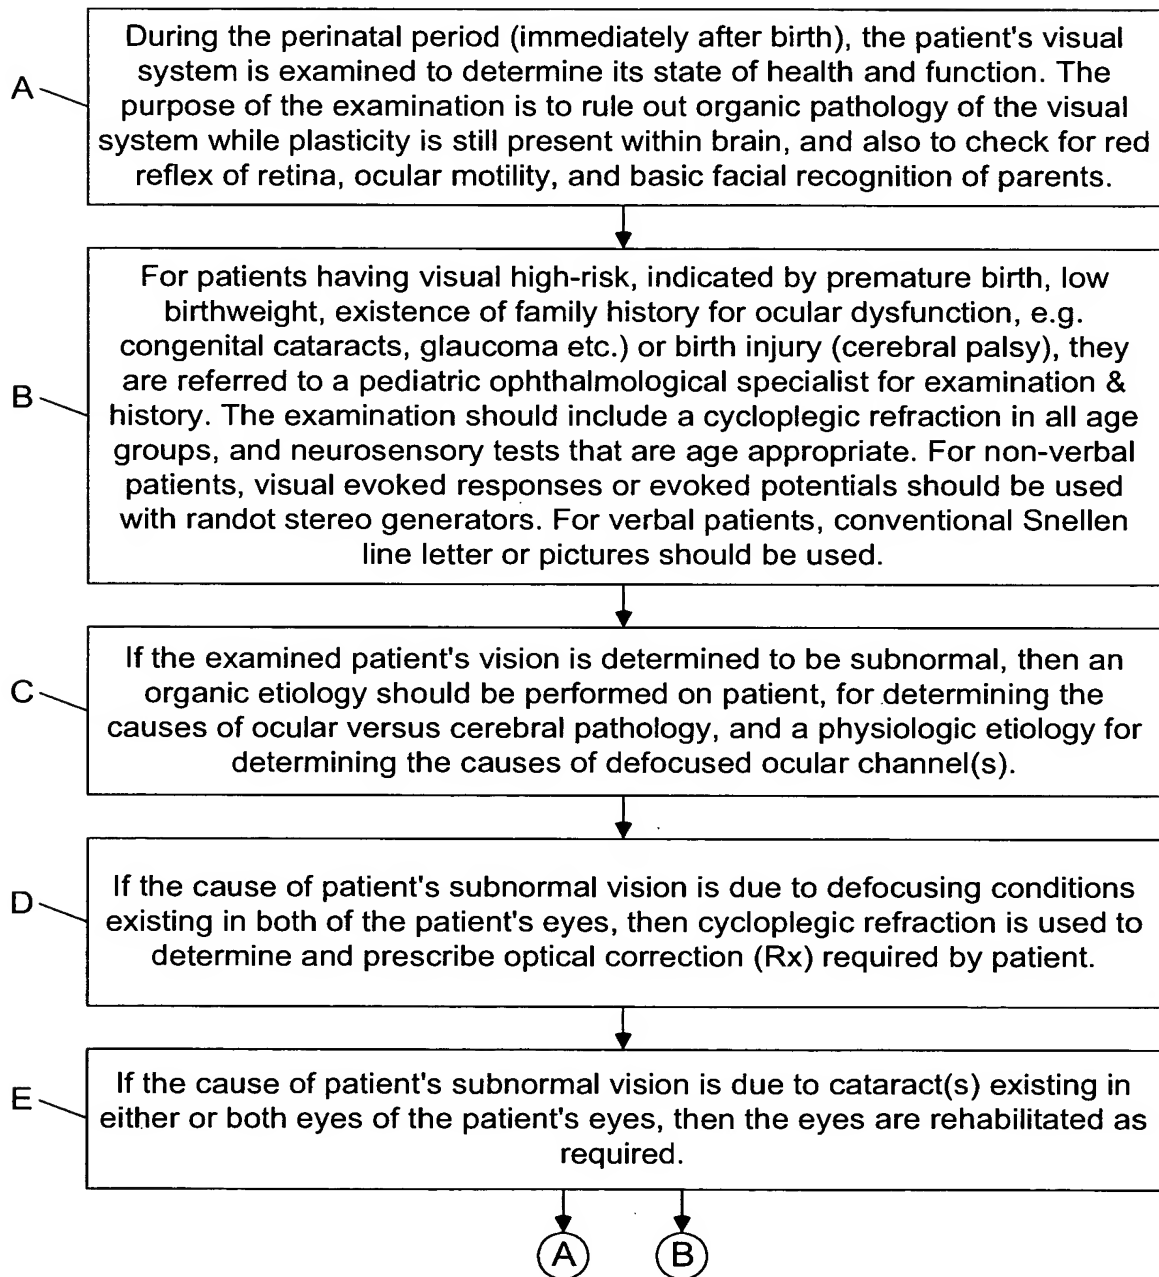 During the perinatal period (immediately after birth), the patient's visual
system is examined to determine its state of health and function. The
A
purpose of the examination is to rule out organic pathology of the visual
system while plasticity is still present within brain, and also to check for red
reflex of retina, ocular motility, and basic facial recognition of parents.
For patients having visual high-risk, indicated by premature birth, low
birthweight, existence of family history for ocular dysfunction, e.g.
congenital cataracts, glaucoma etc.) or birth injury (cerebral palsy), they
B
are referred to a pediatric ophthalmological specialist for examination &
history. The examination should include a cycloplegic refraction in all age
groups, and neurosensory tests that are age appropriate. For non-verbal
patients, visual evoked responses or evoked potentials should be used
with randot stereo generators. For verbal patients, conventional Snellen
line letter or pictures should be used.
If the examined patient's vision is determined to be subnormal, then an
C
organic etiology should be performed on patient, for determining the
causes of ocular versus cerebral pathology, and a physiologic etiology for
determining the causes of defocused ocular channel(s).
If the cause of patient's subnormal vision is due to defocusing conditions
D
existing in both of the patient's eyes, then cycloplegic refraction is used to
determine and prescribe optical correction (Rx) required by patient.
If the cause of patient's subnormal vision is due to cataract(s) existing in
E
either or both eyes of the patient's eyes, then the eyes are rehabilitated as
required.
A B